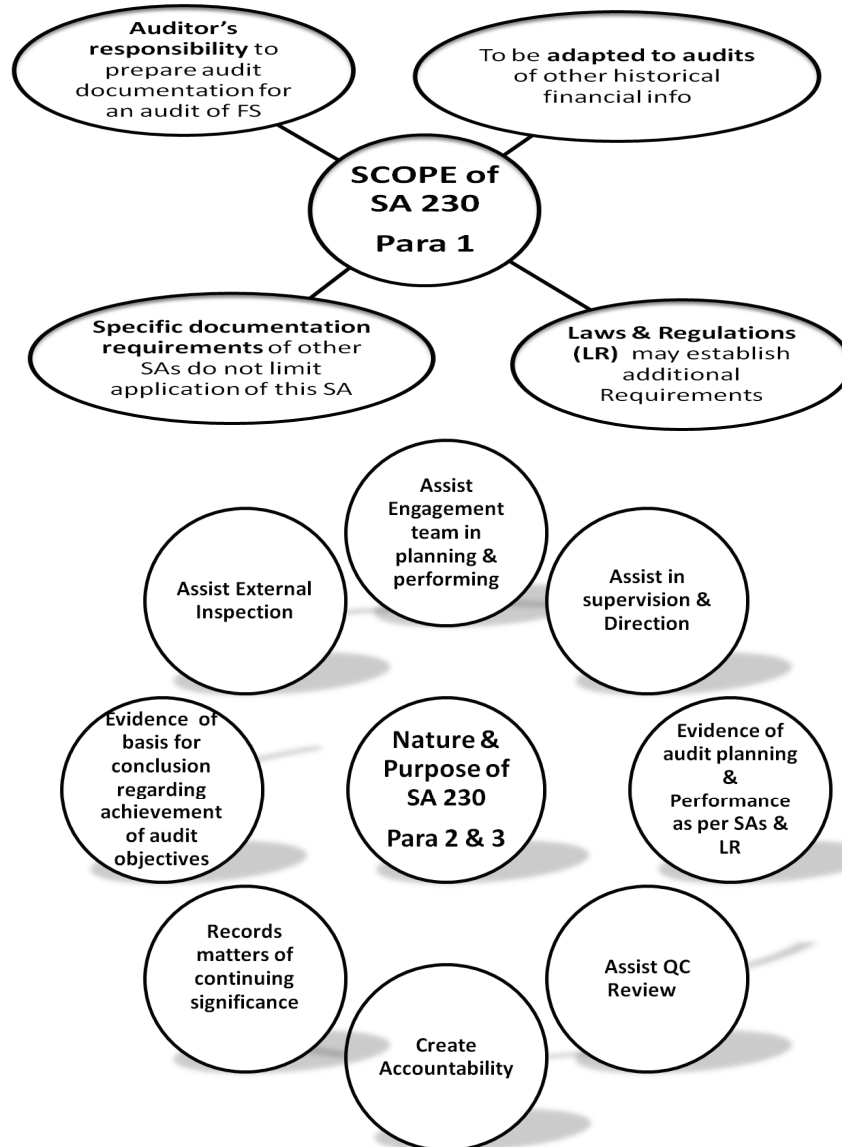 Auditor's
responsibility to
prepare audit
documentation for
an audit of FS
To be adapted to audits
of other historical
financial info
SCOPE of
SA 230
Para 1
Specific documentation
requirements of other
SAs do not limit
application of this SA
Laws & Regulations
(LR) may establish
additional
Requirements
Assist
Engagement
team in
planning &
performing
Assist External
Inspection
Assist in
supervision &
Direction
Evidence of
basis for
conclusion
regarding
achievement
of audit
objectives
Nature &
Purpose of
SA 230
Para 2 & 3
Evidence of
audit planning
&
Performance
as per SAs &
LR
Records
matters of
continuing
significance
Assist QC
Review
Create
Accountability